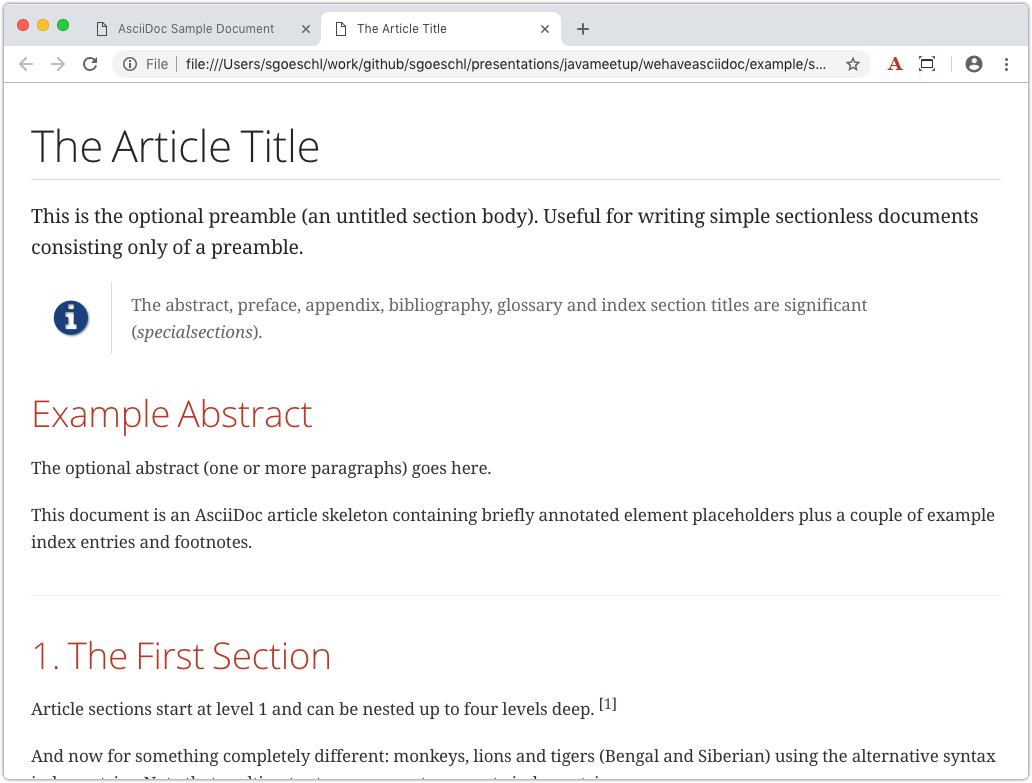 AsciiDoc Sample Document
The Article Title
File
file:///Users/sgoeschl/work/github/sgoeschl/presentations/javameetup/wehaveasciidoc/example/s...
A
The Article Title
This is the optional preamble (an untitled section body). Useful for writing simple sectionless documents
consisting only of a preamble.
The abstract, preface, appendix, bibliography, glossary and index section titles are significant
(specialsections).
Example Abstract
The optional abstract (one or more paragraphs) goes here.
This document is an AsciiDoc article skeleton containing briefly annotated element placeholders plus a couple of example
index entries and footnotes.
1. The First Section
Article sections start at level 1 and can be nested up to four levels deep. [1]
And now for something completely different: monkeys, lions and tigers (Bengal and Siberian) using the alternative syntax